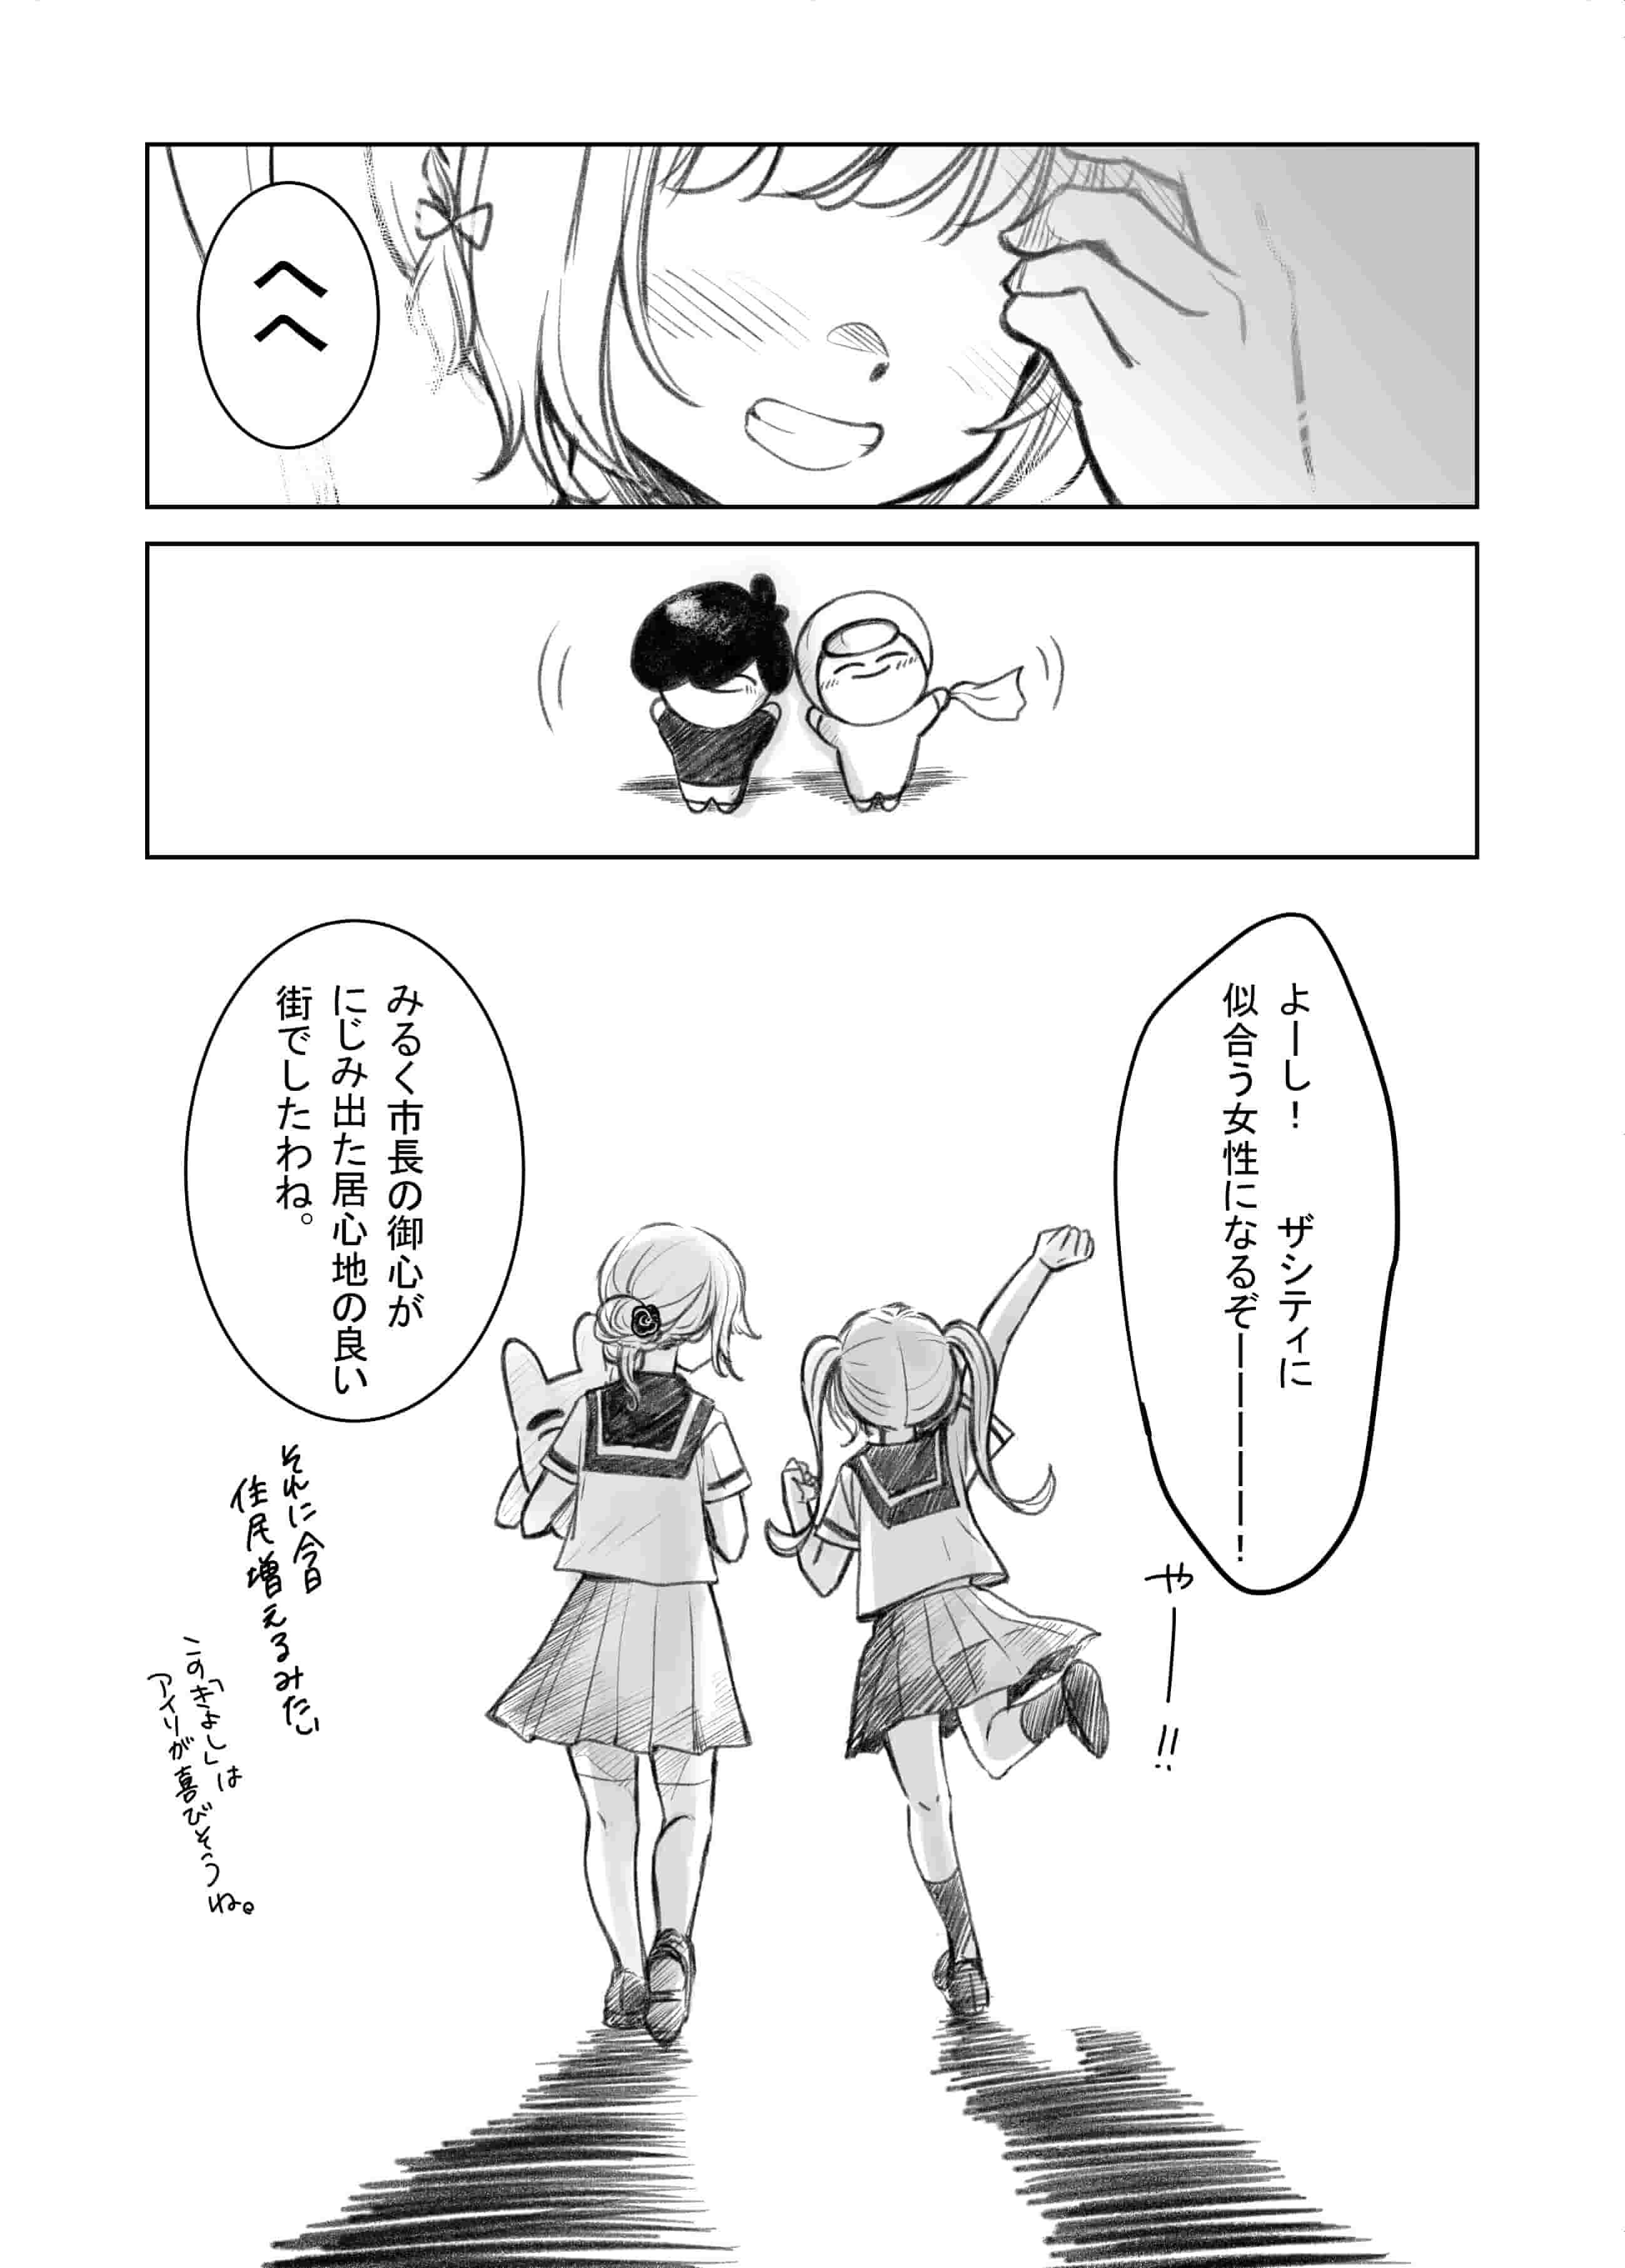 へへ
よーし！　ザシティに
似合う女性になるぞーーーーーー！
やー!!
みるく市長の御心が
にじみ出た居心地の良い
街でしたわね。
それに今日
住民増えるみたい
この「きよし」は
アイリが喜びそうね。